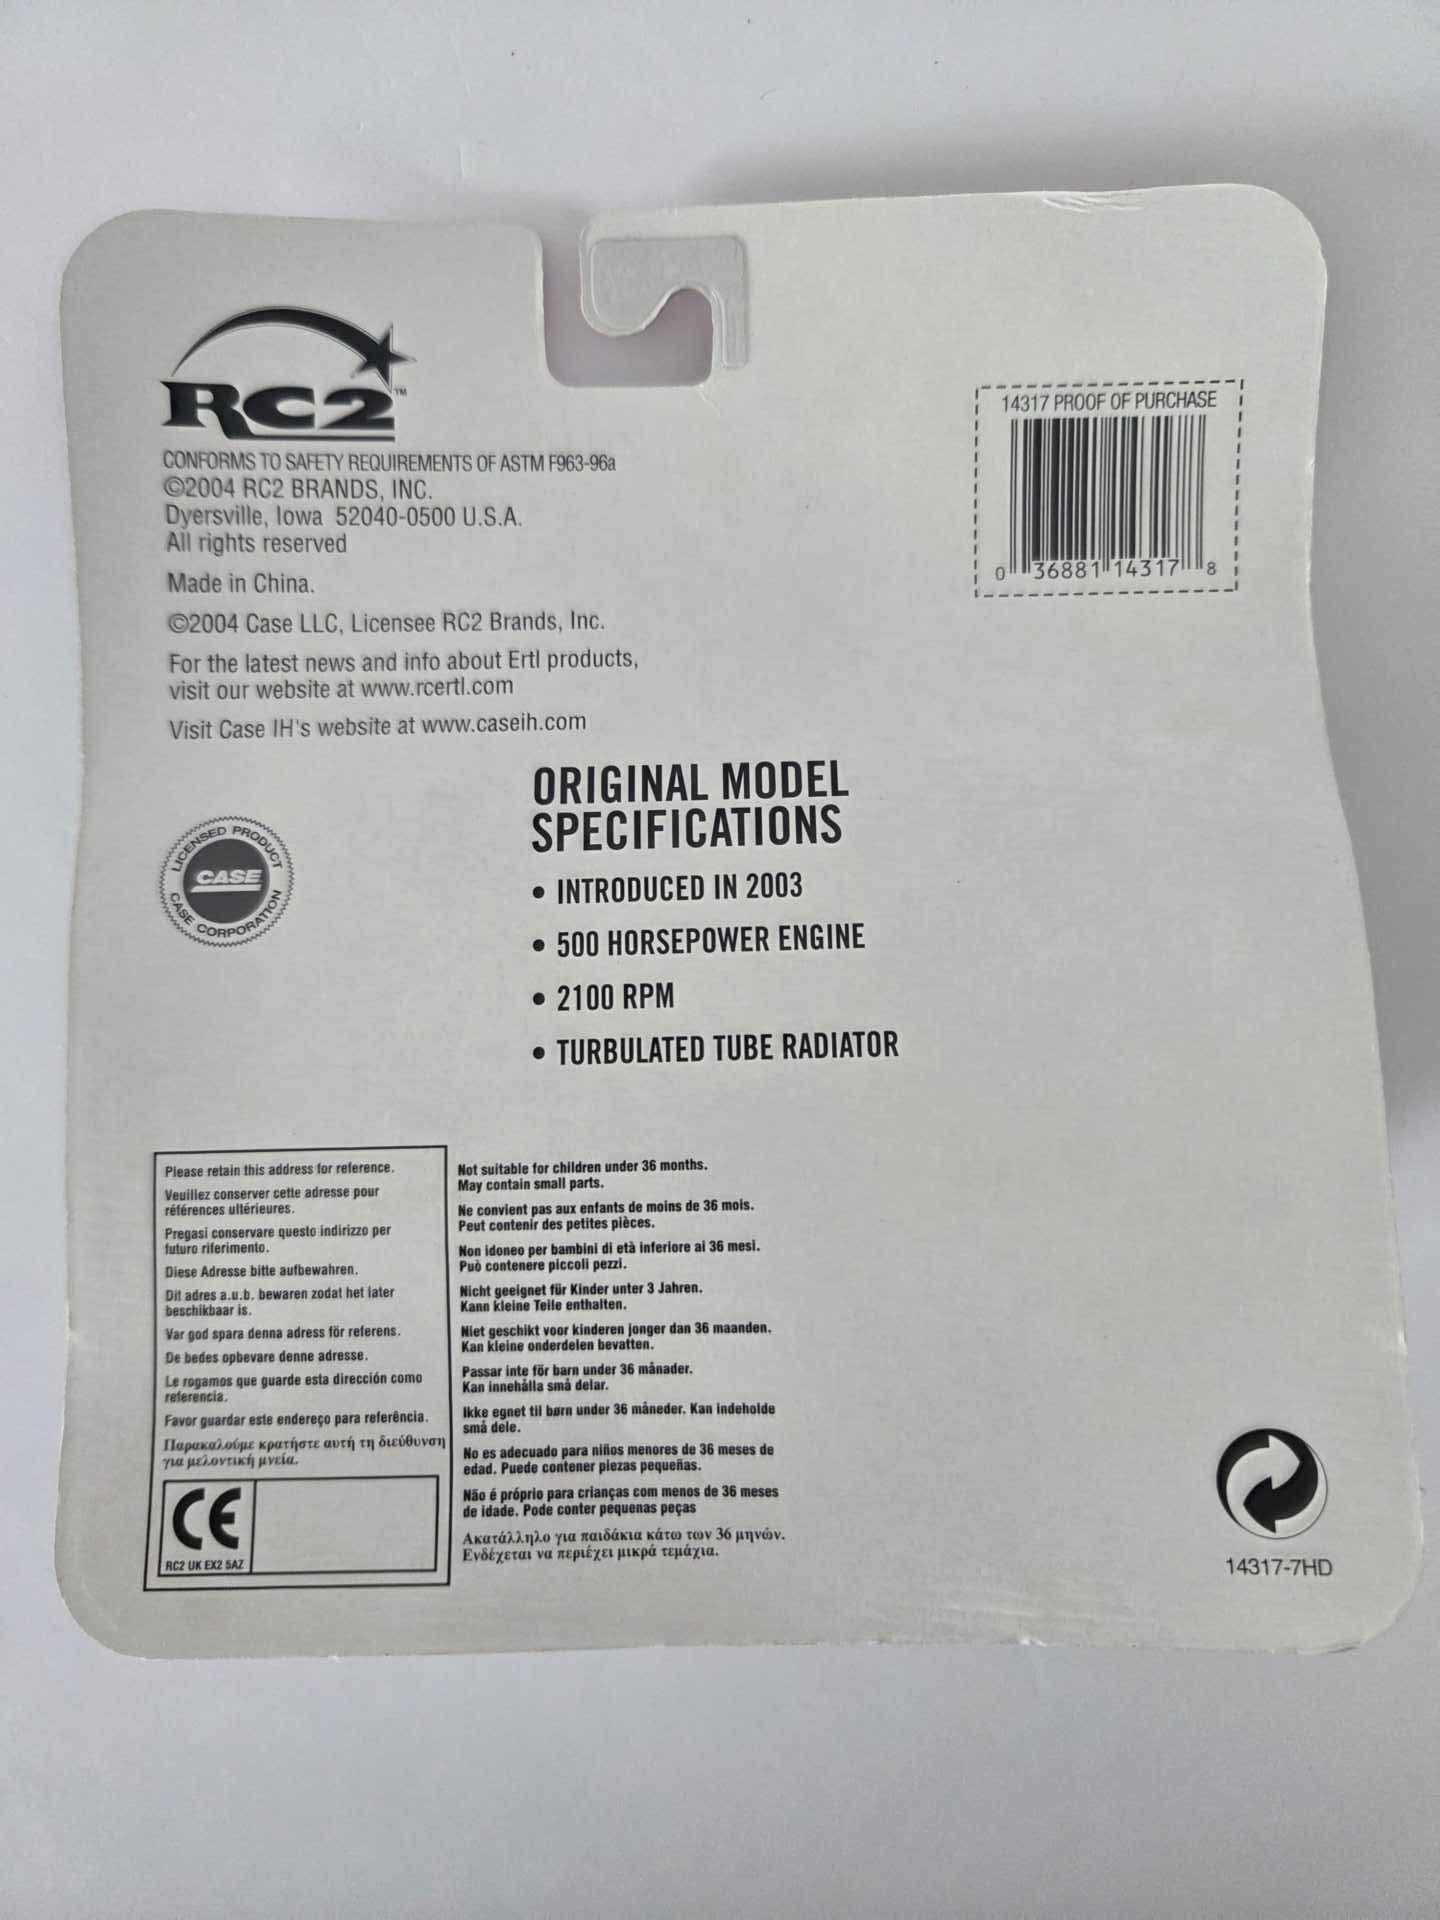 RC2™
CONFORMS TO SAFETY REQUIREMENTS OF ASTM F963-96a
©2004 RC2 BRANDS, INC.
Dyersville, Iowa 52040-0500 U.S.A.
All rights reserved
Made in China.
©2004 Case LLC, Licensee RC2 Brands, Inc.
For the latest news and info about Ertl products,
visit our website at www.rcertl.com
Visit Case IH's website at www.caseih.com
14317 PROOF OF PURCHASE
0 36881 14317 8
LICENSED PRODUCT
CASE
CASE CORPORATION
ORIGINAL MODEL
SPECIFICATIONS
• INTRODUCED IN 2003
• 500 HORSEPOWER ENGINE
• 2100 RPM
• TURBULATED TUBE RADIATOR
Please retain this address for reference.
Veuillez conserver cette adresse pour
références ultérieures.
Pregasi conservare questo indirizzo per
futuro riferimento.
Diese Adresse bitte aufbewahren.
Dit adres a.u.b. bewaren zodat het later
beschikbaar is.
Var god spara denna adress för referens.
De bedes opbevare denne adresse.
Le rogamos que guarde esta dirección como
referencia.
Favor guardar este endereço para referência.
Παρακαλούμε κρατήστε αυτή τη διεύθυνση
για μελοντική μνεία.
CE
RC2 UK EX2 5AZ
Not suitable for children under 36 months.
May contain small parts.
Ne convient pas aux enfants de moins de 36 mois.
Peut contenir des petites pièces.
Non idoneo per bambini di età inferiore ai 36 mesi.
Può contenere piccoli pezzi.
Nicht geeignet für Kinder unter 3 Jahren.
Kann kleine Teile enthalten.
Niet geschikt voor kinderen jonger dan 36 maanden.
Kan kleine onderdelen bevatten.
Passar inte för barn under 36 månader.
Kan innehålla små delar.
Ikke egnet til børn under 36 måneder. Kan indeholde
små dele.
No es adecuado para niños menores de 36 meses de
edad. Puede contener piezas pequeñas.
Não é próprio para crianças com menos de 36 meses
de idade. Pode conter pequenas peças
Ακατάλληλο για παιδάκια κάτω των 36 μηνών.
Ενδέχεται να περιέχει μικρά τεμάχια.
14317-7HD